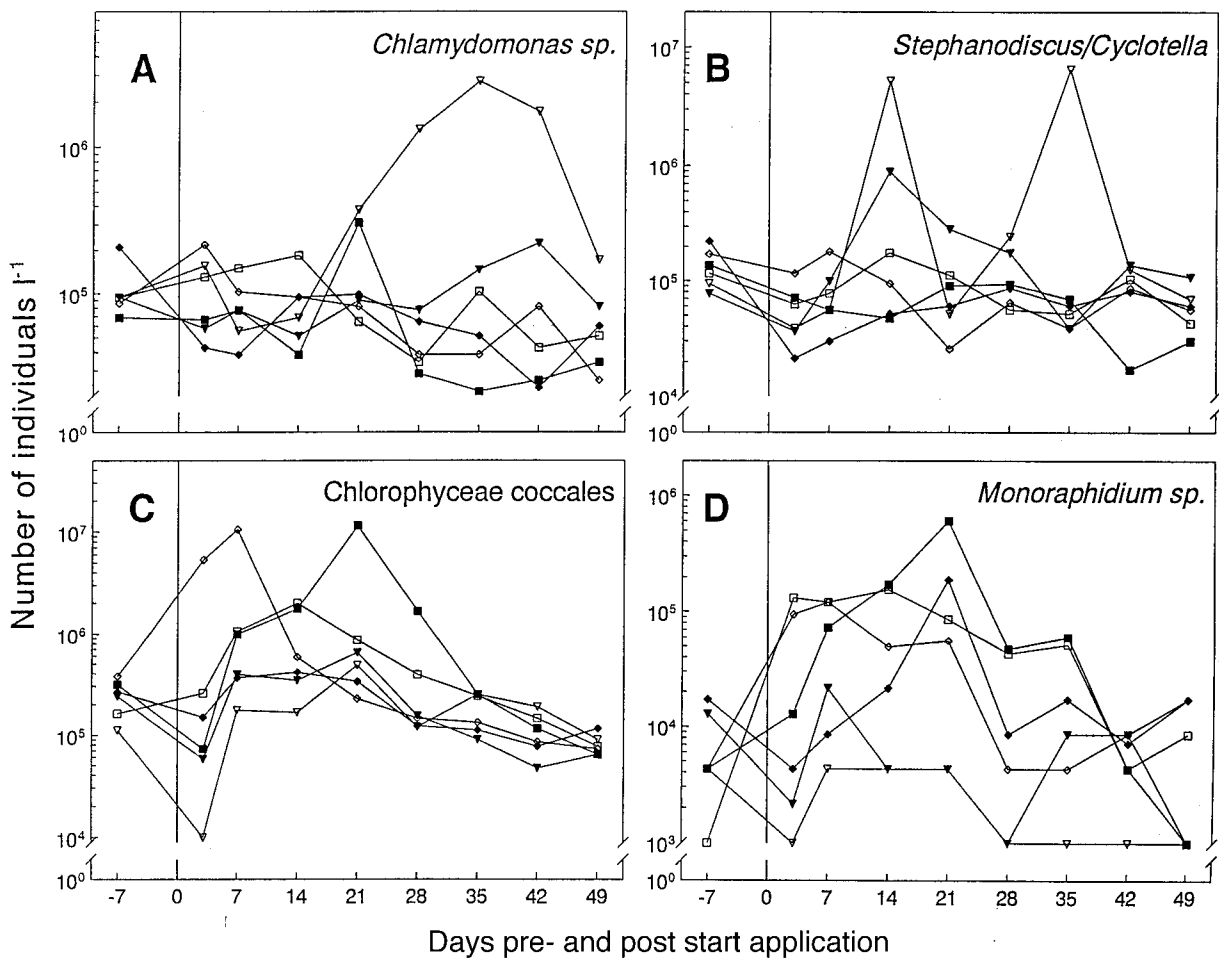 Number of individuals l⁻¹
A
Chlamydomonas sp.
10⁶
10⁵
10⁰
B
Stephanodiscus/Cyclotella
10⁷
10⁶
10⁵
10⁴
10⁰
C
Chlorophyceae coccales
10⁷
10⁶
10⁵
10⁴
10⁰
-7 0 7 14 21 28 35 42 49
D
Monoraphidium sp.
10⁶
10⁵
10⁴
10³
10⁰
-7 0 7 14 21 28 35 42 49
Days pre- and post start application